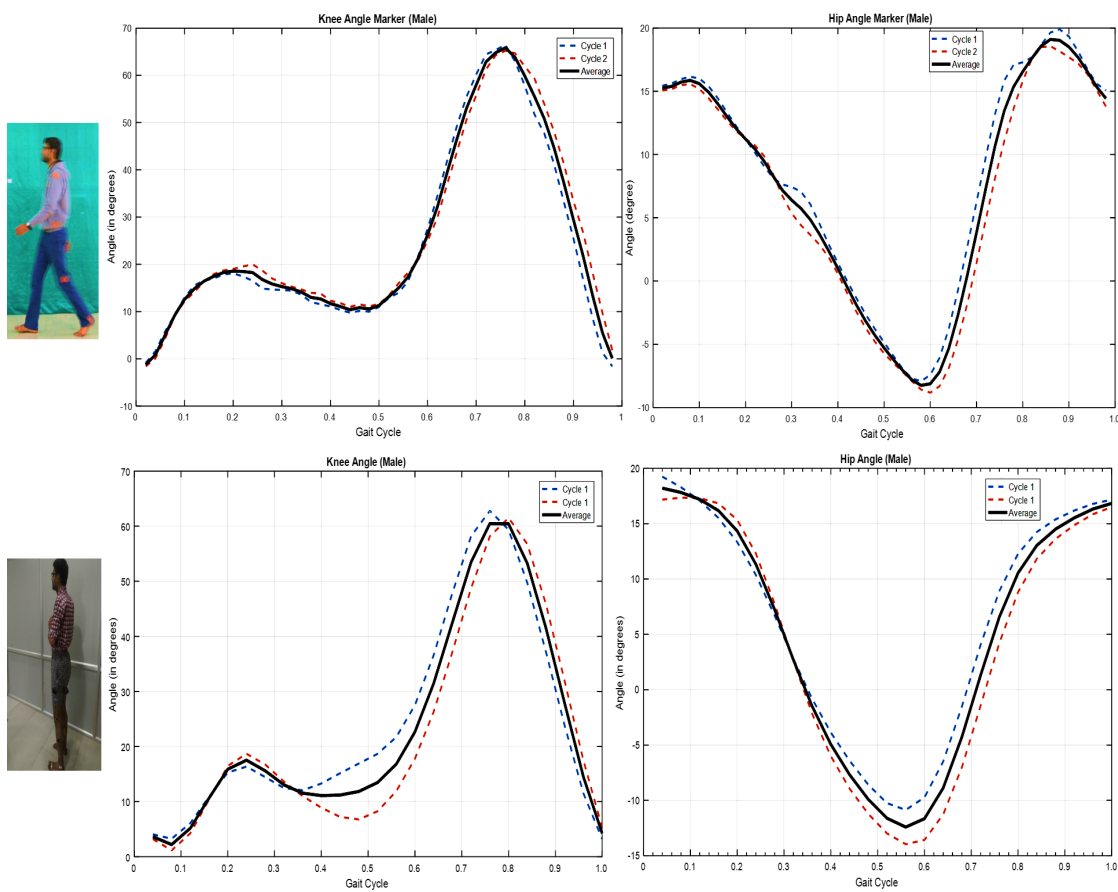 Knee Angle Marker (Male)
70
60
50
40
30
20
10
0
-10
Angle (in degrees)
Cycle 1
Cycle 2
Average
0.1 0.2 0.3 0.4 0.5 0.6 0.7 0.8 0.9 1
Gait Cycle
Hip Angle Marker (Male)
20
15
10
5
0
-5
-10
Angle (degree)
Cycle 1
Cycle 2
Average
0 0.1 0.2 0.3 0.4 0.5 0.6 0.7 0.8 0.9 1.0
Gait Cycle
Knee Angle (Male)
70
60
50
40
30
20
10
0
Angle (in degrees)
Cycle 1
Cycle 1
Average
0 0.1 0.2 0.3 0.4 0.5 0.6 0.7 0.8 0.9 1.0
Gait Cycle
Hip Angle (Male)
20
15
10
5
0
-5
-10
-15
Angle (in degrees)
Cycle 1
Cycle 1
Average
0 0.1 0.2 0.3 0.4 0.5 0.6 0.7 0.8 0.9 1.0
Gait Cycle